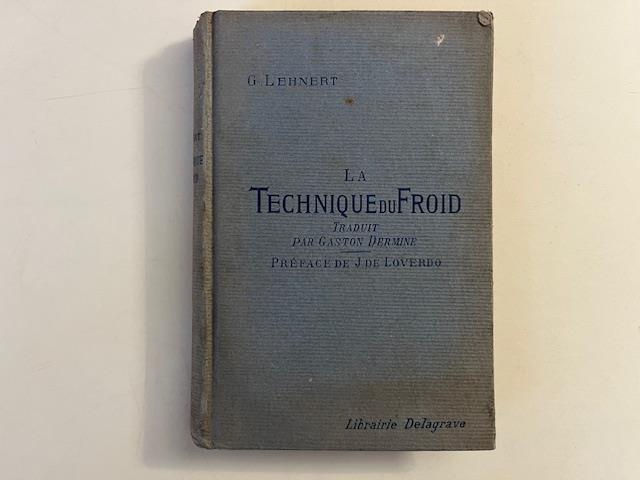 G. LEHNERT
LA
TECHNIQUE DU FROID
TRADUIT
PAR GASTON DERMINE
PRÉFACE DE J. DE LOVERDO
Librairie Delagrave